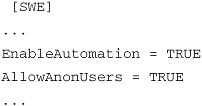 [SWE]
...
EnableAutomation = TRUE
AllowAnonUsers = TRUE
...